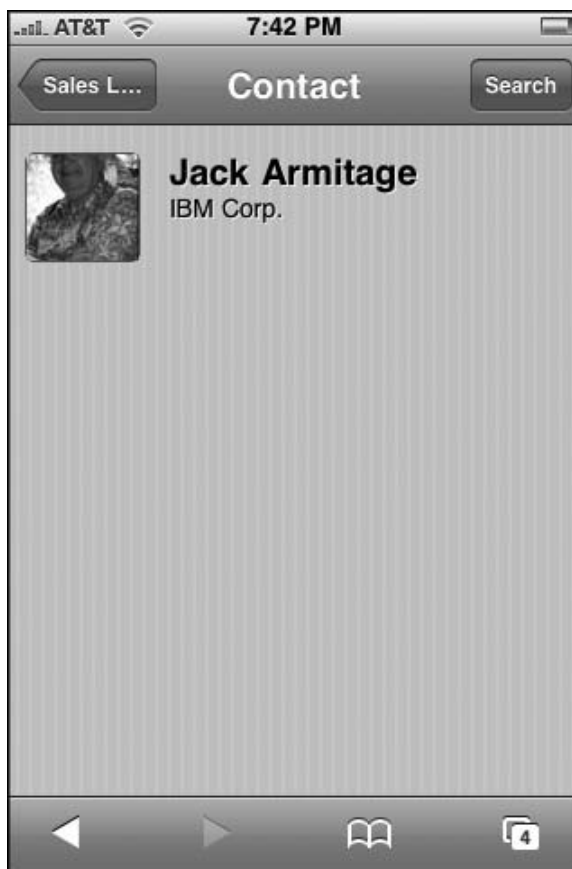 AT&T 7:42 PM
Sales L... Contact Search
Jack Armitage
IBM Corp.
4